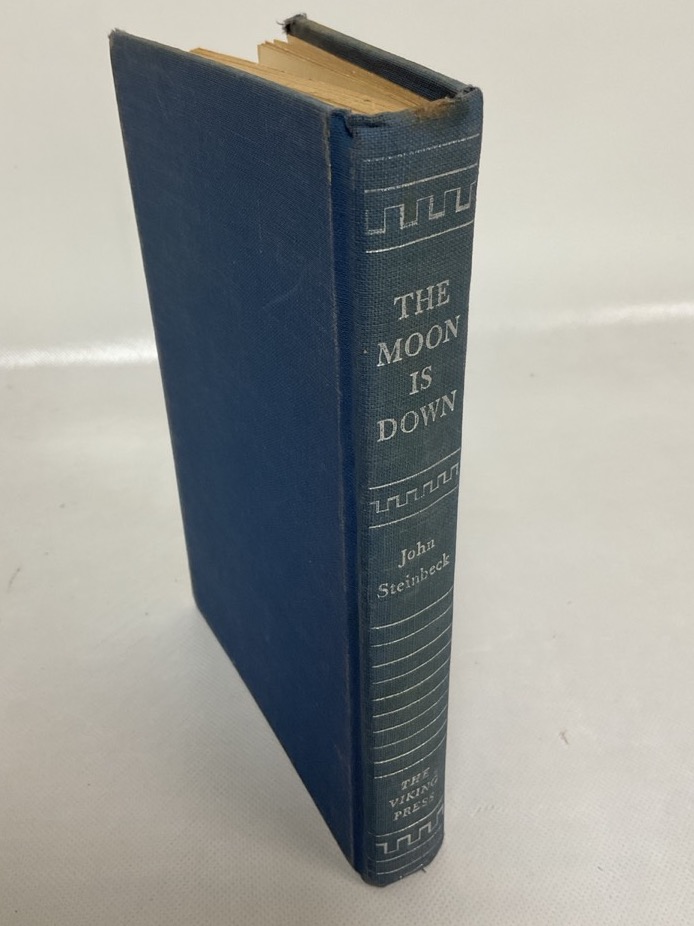 THE
MOON
IS
DOWN
John
Steinbeck
THE
VIKING
PRESS